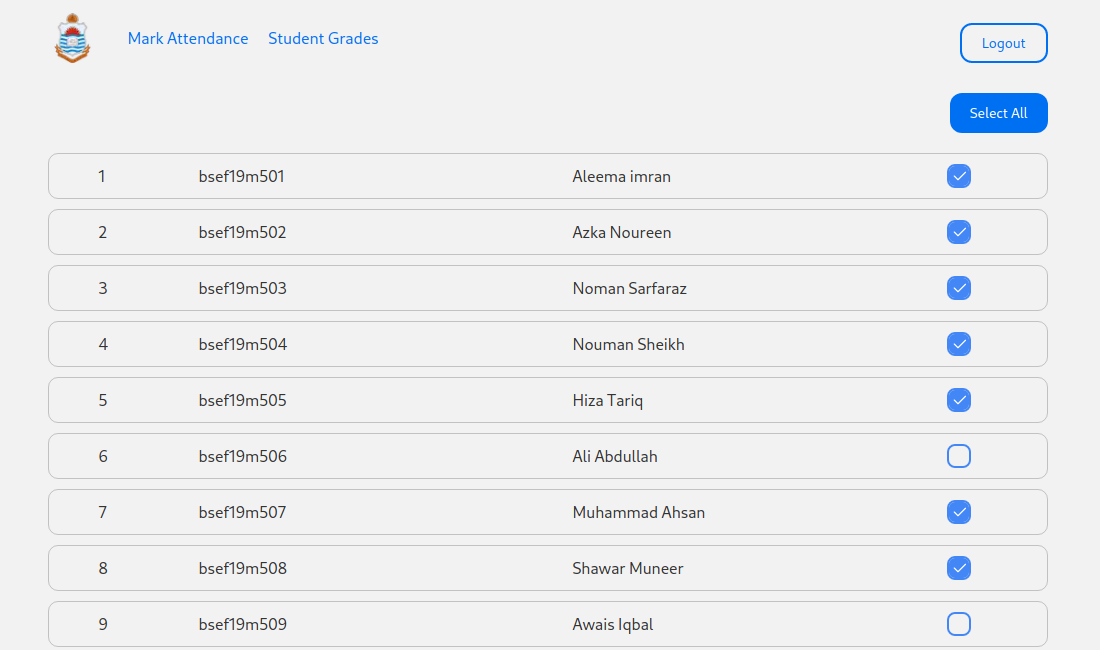 Mark Attendance Student Grades Logout
Select All
1 bsef19m501 Aleema imran
2 bsef19m502 Azka Noureen
3 bsef19m503 Noman Sarfaraz
4 bsef19m504 Nouman Sheikh
5 bsef19m505 Hiza Tariq
6 bsef19m506 Ali Abdullah
7 bsef19m507 Muhammad Ahsan
8 bsef19m508 Shawar Muneer
9 bsef19m509 Awais Iqbal